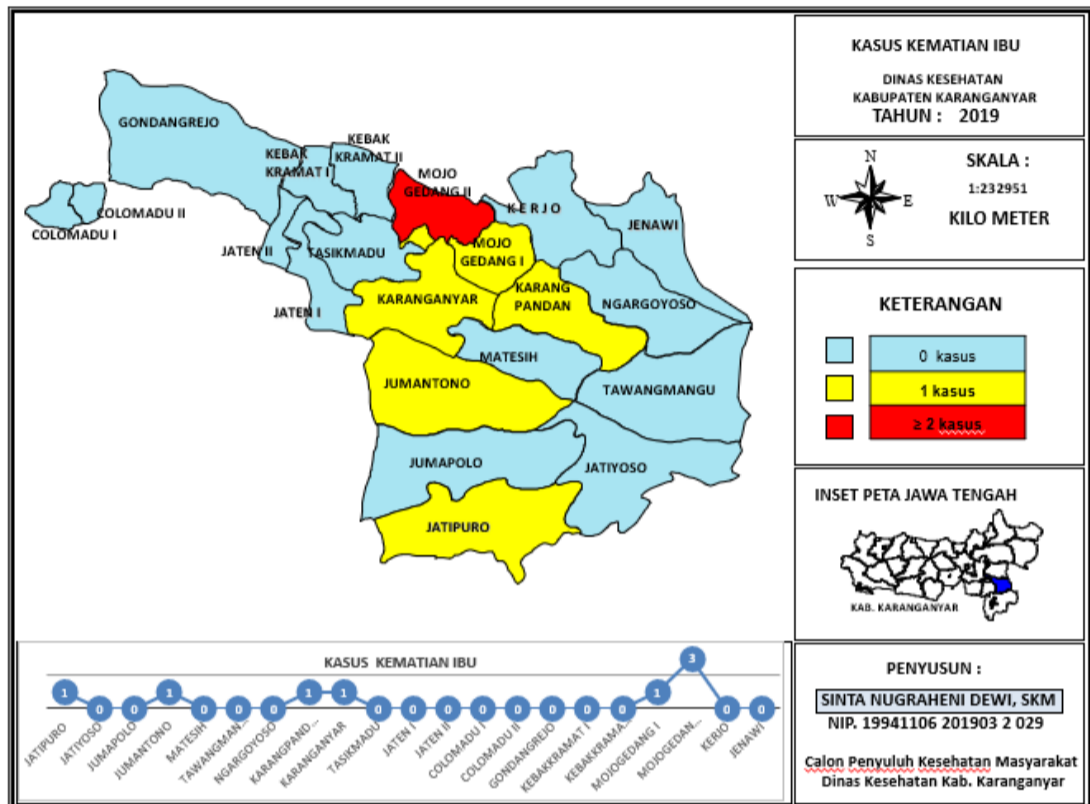 KASUS KEMATIAN IBU
DINAS KESEHATAN
KABUPATEN KARANGANYAR
TAHUN : 2019
N
W E
S
SKALA :
1:232951
KILO METER
GONDANGREJO
KEBAK
KRAMAT II
KEBAK
KRAMAT I
MOJO
GEDANG II
KERJO
JENAWI
COLOMADU II
COLOMADU I
JATEN II
TASIKMADU
MOJO
GEDANG I
KARANG
PANDAN
NGARGOYOSO
KARANGANYAR
JATEN I
MATESIH
JUMANTONO
TAWANGMANGU
JUMAPOLO
JATIYOSO
JATIPURO
KETERANGAN
0 kasus
1 kasus
≥ 2 kasus
INSET PETA JAWA TENGAH
KAB. KARANGANYAR
KASUS KEMATIAN IBU
1 0 0 1 0 0 0 1 1 0 0 0 0 0 0 0 0 1 3 0 0
JATIPURO
JATIYOSO
JUMAPOLO
JUMANTONO
MATESIH
TAWANGMAN...
NGARGOYOSO
KARANGPAND...
KARANGANYAR
TASIKMADU
JATEN I
JATEN II
COLOMADU I
COLOMADU II
GONDANGREJO
KEBAKKRAMAT I
KEBAKKRAMA...
MOJOGEDANG I
MOJOGEDAN...
KERJO
JENAWI
PENYUSUN :
SINTA NUGRAHENI DEWI, SKM
NIP. 19941106 201903 2 029
Calon Penyuluh Kesehatan Masyarakat
Dinas Kesehatan Kab. Karanganyar